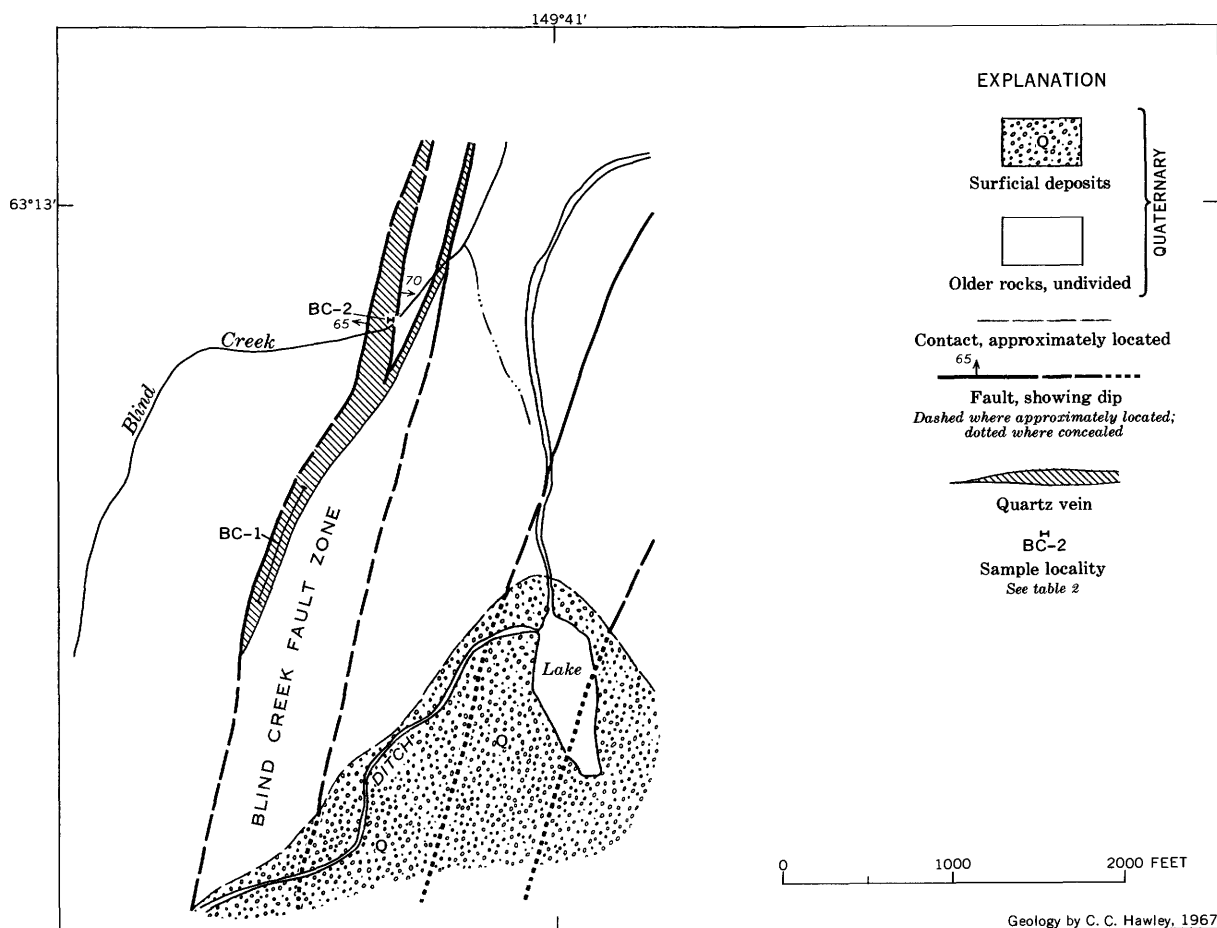 149°41′
63°13′
EXPLANATION
Q
Surficial deposits
Older rocks, undivided
QUATERNARY
Contact, approximately located
65
Fault, showing dip
Dashed where approximately located;
dotted where concealed
Quartz vein
BC-2
Sample locality
See table 2
70
BC-2
65
Blind Creek
BC-1
BLIND CREEK FAULT ZONE
Lake
DITCH
Q
Q
0 1000 2000 FEET
Geology by C. C. Hawley, 1967